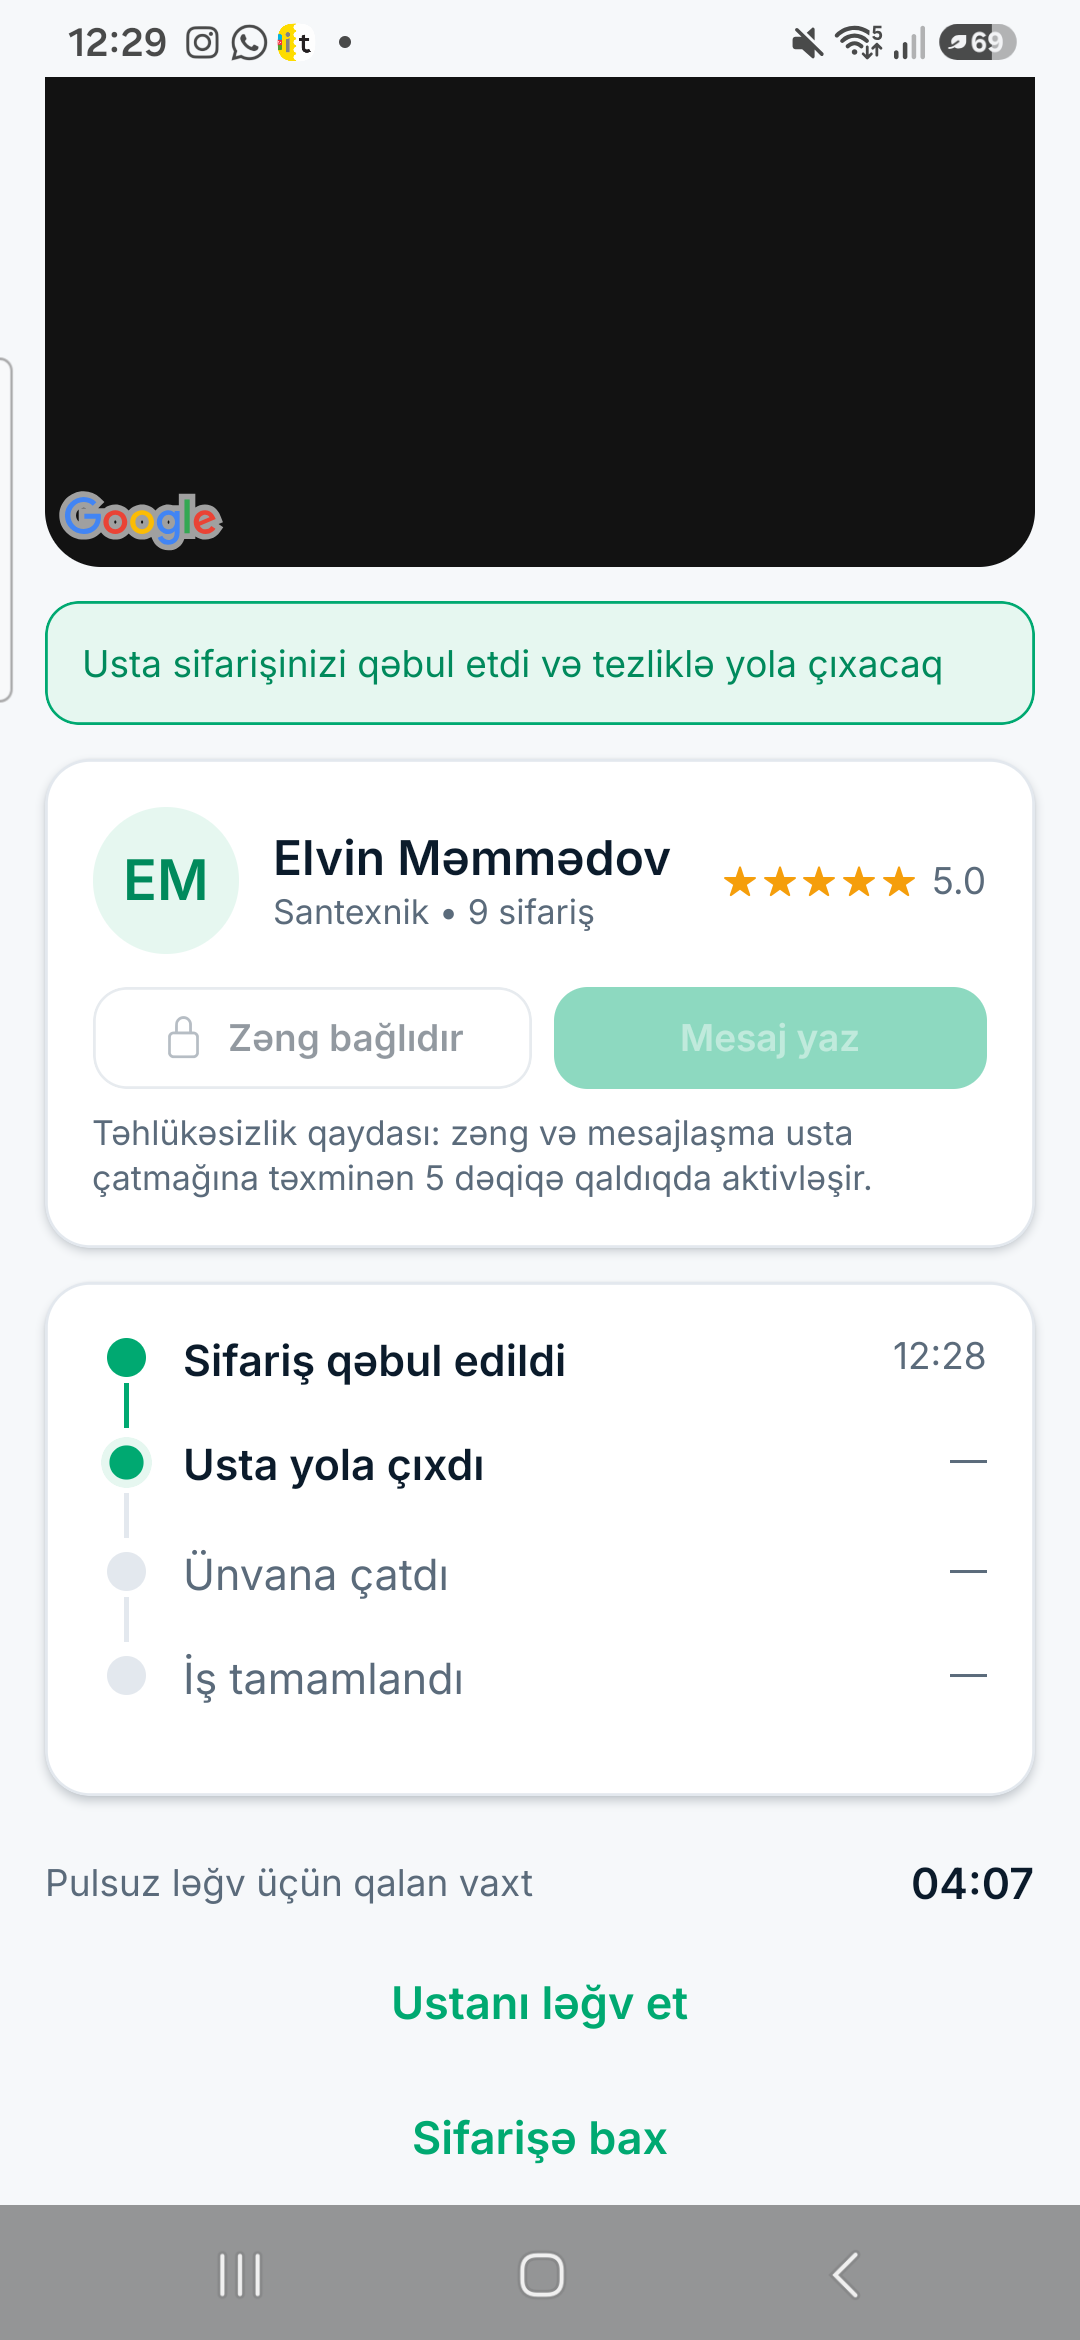 12:29
it
5
69
Google
Usta sifarişinizi qəbul etdi və tezliklə yola çıxacaq
EM
Elvin Məmmədov
Santexnik • 9 sifariş
★★★★★ 5.0
Zəng bağlıdır
Mesaj yaz
Təhlükəsizlik qaydası: zəng və mesajlaşma usta
çatmağına təxminən 5 dəqiqə qaldıqda aktivləşir.
Sifariş qəbul edildi
12:28
Usta yola çıxdı
—
Ünvana çatdı
—
İş tamamlandı
—
Pulsuz ləğv üçün qalan vaxt
04:07
Ustanı ləğv et
Sifarişə bax